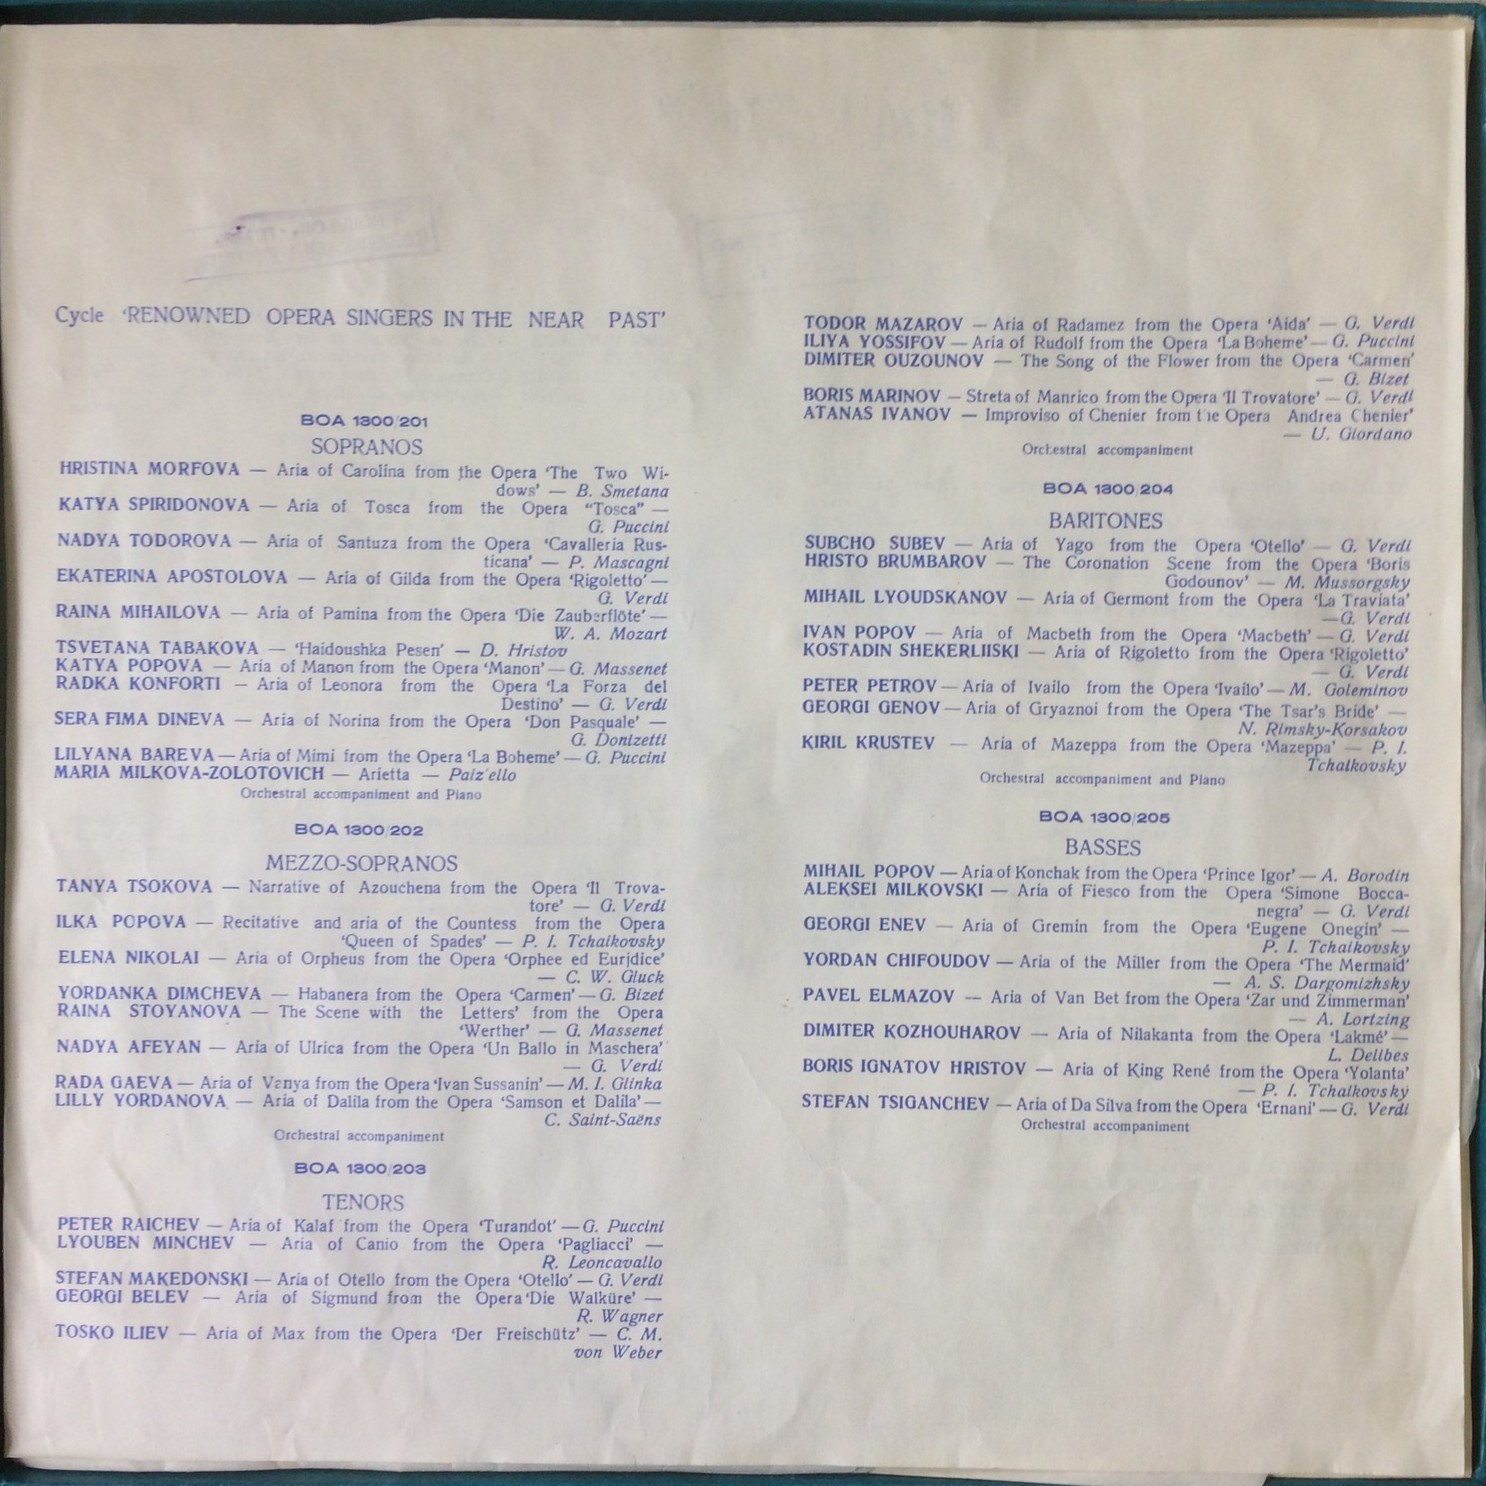 Cycle 'RENOWNED OPERA SINGERS IN THE NEAR PAST'
BOA 1300/201
SOPRANOS
HRISTINA MORFOVA — Aria of Carolina from the Opera 'The Two Wi-
dows' — B. Smetana
KATYA SPIRIDONOVA — Aria of Tosca from the Opera "Tosca" —
G. Puccini
NADYA TODOROVA — Aria of Santuza from the Opera 'Cavalleria Rus-
ticana' — P. Mascagni
EKATERINA APOSTOLOVA — Aria of Gilda from the Opera 'Rigoletto' —
G. Verdi
RAINA MIHAILOVA — Aria of Pamina from the Opera 'Die Zauberflöte' —
W. A. Mozart
TSVETANA TABAKOVA — 'Haidoushka Pesen' — D. Hristov
KATYA POPOVA — Aria of Manon from the Opera 'Manon' — G. Massenet
RADKA KONFORTI — Aria of Leonora from the Opera 'La Forza del
Destino' — G. Verdi
SERA FIMA DINEVA — Aria of Norina from the Opera 'Don Pasquale' —
G. Donizetti
LILYANA BAREVA — Aria of Mimi from the Opera 'La Boheme' — G. Puccini
MARIA MILKOVA-ZOLOTOVICH — Arietta — Paiz'ello
Orchestral accompaniment and Piano
BOA 1300/202
MEZZO-SOPRANOS
TANYA TSOKOVA — Narrative of Azouchena from the Opera 'Il Trova-
tore' — G. Verdi
ILKA POPOVA — Recitative and aria of the Countess from the Opera
'Queen of Spades' — P. I. Tchaikovsky
ELENA NIKOLAI — Aria of Orpheus from the Opera 'Orphee ed Euridice'
— C. W. Gluck
YORDANKA DIMCHEVA — Habanera from the Opera 'Carmen' — G. Bizet
RAINA STOYANOVA — The Scene with the Letters' from the Opera
'Werther' — G. Massenet
NADYA AFEYAN — Aria of Ulrica from the Opera 'Un Ballo in Maschera'
— G. Verdi
RADA GAEVA — Aria of Vanya from the Opera 'Ivan Sussanin' — M. I. Glinka
LILLY YORDANOVA — Aria of Dalila from the Opera 'Samson et Dalila' —
C. Saint-Saëns
Orchestral accompaniment
BOA 1300/203
TENORS
PETER RAICHEV — Aria of Kalaf from the Opera 'Turandot' — G. Puccini
LYOUBEN MINCHEV — Aria of Canio from the Opera 'Pagliacci' —
R. Leoncavallo
STEFAN MAKEDONSKI — Aria of Otello from the Opera 'Otello' — G. Verdi
GEORGI BELEV — Aria of Sigmund from the Opera 'Die Walküre' —
R. Wagner
TOSKO ILIEV — Aria of Max from the Opera 'Der Freischütz' — C. M.
von Weber
TODOR MAZAROV — Aria of Radamez from the Opera 'Aida' — G. Verdi
ILIYA YOSSIFOV — Aria of Rudolf from the Opera 'La Boheme' — G. Puccini
DIMITER OUZOUNOV — The Song of the Flower from the Opera 'Carmen'
— G. Bizet
BORIS MARINOV — Streta of Manrico from the Opera 'Il Trovatore' — G. Verdi
ATANAS IVANOV — Improviso of Chenier from the Opera Andrea Chenier'
— U. Giordano
Orchestral accompaniment
BOA 1300/204
BARITONES
SUBCHO SUBEV — Aria of Yago from the Opera 'Otello' — G. Verdi
HRISTO BRUMBAROV — The Coronation Scene from the Opera 'Boris
Godounov' — M. Mussorgsky
MIHAIL LYOUDSKANOV — Aria of Germont from the Opera 'La Traviata'
— G. Verdi
IVAN POPOV — Aria of Macbeth from the Opera 'Macbeth' — G. Verdi
KOSTADIN SHEKERLIISKI — Aria of Rigoletto from the Opera 'Rigoletto'
— G. Verdi
PETER PETROV — Aria of Ivailo from the Opera 'Ivailo' — M. Goleminov
GEORGI GENOV — Aria of Gryaznoi from the Opera 'The Tsar's Bride' —
N. Rimsky-Korsakov
KIRIL KRUSTEV — Aria of Mazeppa from the Opera 'Mazeppa' — P. I.
Tchaikovsky
Orchestral accompaniment and Piano
BOA 1300/205
BASSES
MIHAIL POPOV — Aria of Konchak from the Opera 'Prince Igor' — A. Borodin
ALEKSEI MILKOVSKI — Aria of Fiesco from the Opera 'Simone Bocca-
negra' — G. Verdi
GEORGI ENEV — Aria of Gremin from the Opera 'Eugene Onegin' —
P. I. Tchaikovsky
YORDAN CHIFOUDOV — Aria of the Miller from the Opera 'The Mermaid'
— A. S. Dargomizhsky
PAVEL ELMAZOV — Aria of Van Bet from the Opera 'Zar und Zimmerman'
— A. Lortzing
DIMITER KOZHOUHAROV — Aria of Nilakanta from the Opera 'Lakmé' —
L. Delibes
BORIS IGNATOV HRISTOV — Aria of King René from the Opera 'Yolanta'
— P. I. Tchaikovsky
STEFAN TSIGANCHEV — Aria of Da Silva from the Opera 'Ernani' — G. Verdi
Orchestral accompaniment